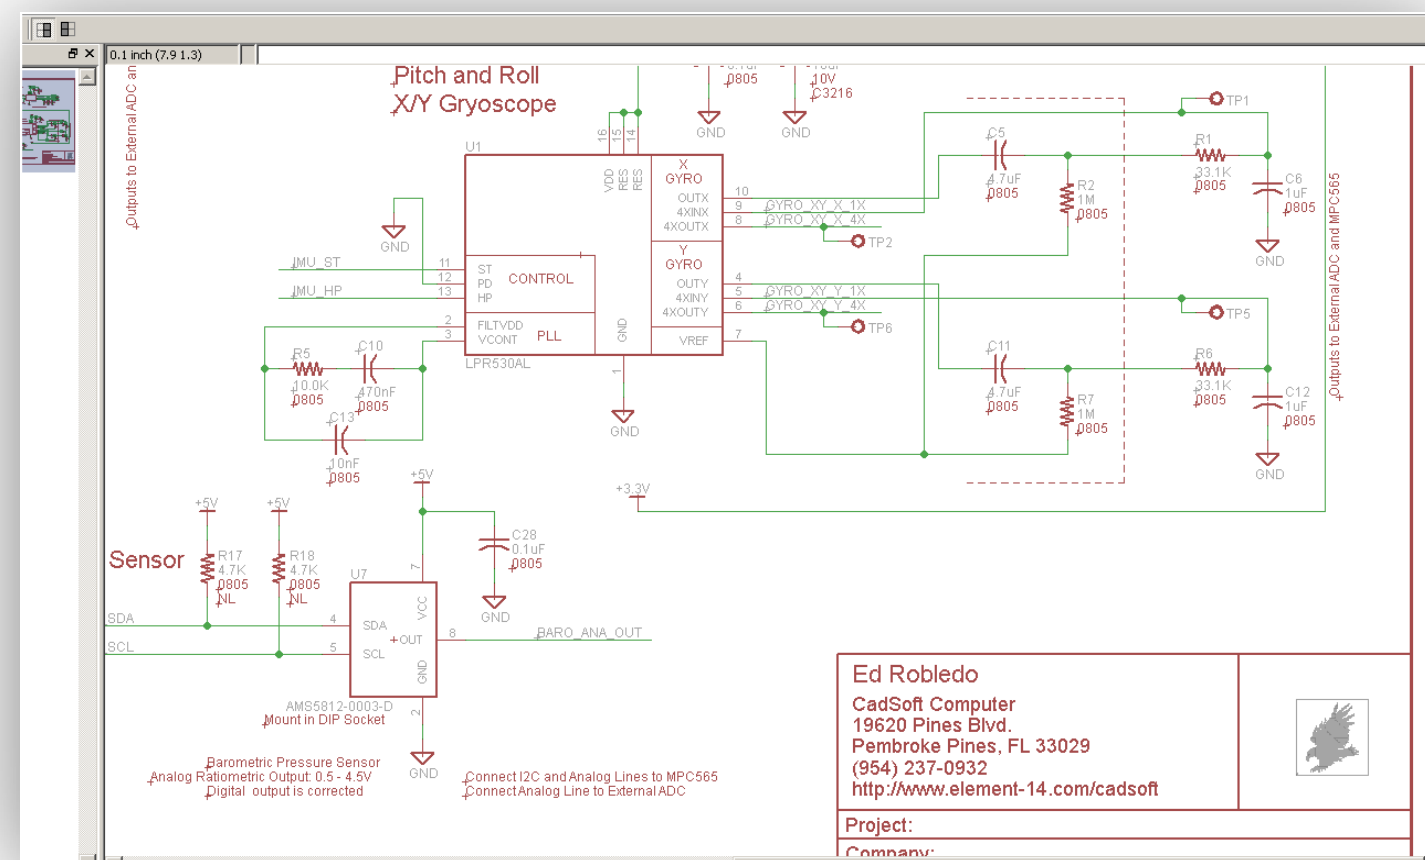 0.1 inch (7.9 1.3)
Outputs to External ADC an
Pitch and Roll
X/Y Gryoscope
0805
10V
C3216
GND
GND
TP1
U1
16
15
14
VDD
RES
RES
X
GYRO
OUTX
4XINX
4XOUTX
10
9
8
GYRO_XY_X_1X
GYRO_XY_X_4X
TP2
Y
GYRO
OUTY
4XINY
4XOUTY
4
5
6
GYRO_XY_Y_1X
GYRO_XY_Y_4X
TP6
VREF
7
GND
IMU_ST
IMU_HP
11
12
13
ST
PD
HP
CONTROL
2
3
FILTVDD
VCONT
PLL
GND
1
LPR530AL
GND
R5
10.0K
0805
C10
470nF
0805
C13
10nF
0805
C5
4.7uF
0805
R2
1M
0805
R1
33.1K
0805
C6
1uF
0805
GND
TP5
C11
4.7uF
0805
R7
1M
0805
R6
33.1K
0805
C12
1uF
0805
GND
Outputs to External ADC and MPC565
+3.3V
+5V
+5V
+5V
Sensor
R17
4.7K
0805
NL
R18
4.7K
0805
NL
C28
0.1uF
0805
GND
U7
7
VCC
SDA
SCL
4
5
SDA
SCL
+OUT
GND
8
BARO_ANA_OUT
2
AMS5812-0003-D
Mount in DIP Socket
GND
Barometric Pressure Sensor
Analog Ratiometric Output: 0.5 - 4.5V
Digital output is corrected
Connect I2C and Analog Lines to MPC565
Connect Analog Line to External ADC
Ed Robledo
CadSoft Computer
19620 Pines Blvd.
Pembroke Pines, FL 33029
(954) 237-0932
http://www.element-14.com/cadsoft
Project:
Company: